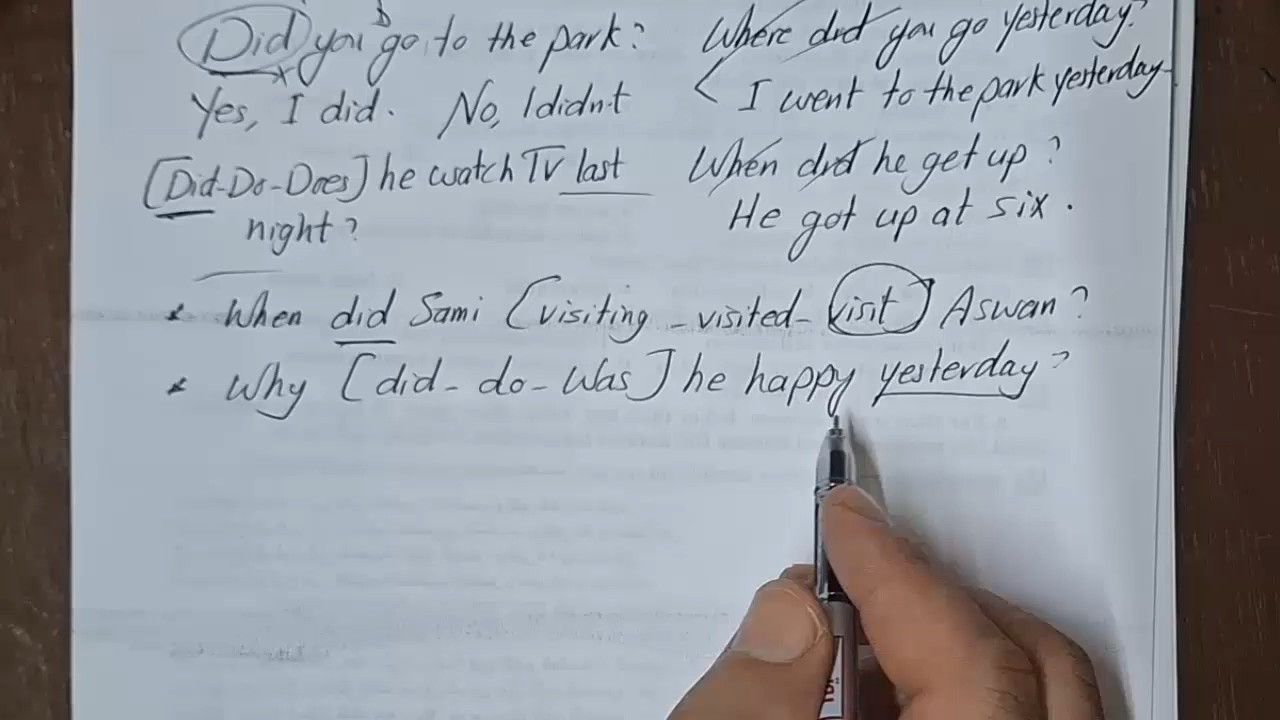 Did you go to the park?
Yes, I did. No, I didn't
[Did-Do-Does] he watch TV last
night?
Where did you go yesterday?
I went to the park yesterday
When did he get up?
He got up at six.
* When did Sami [visiting - visited - visit] Aswan?
* Why [did - do - Was] he happy yesterday?